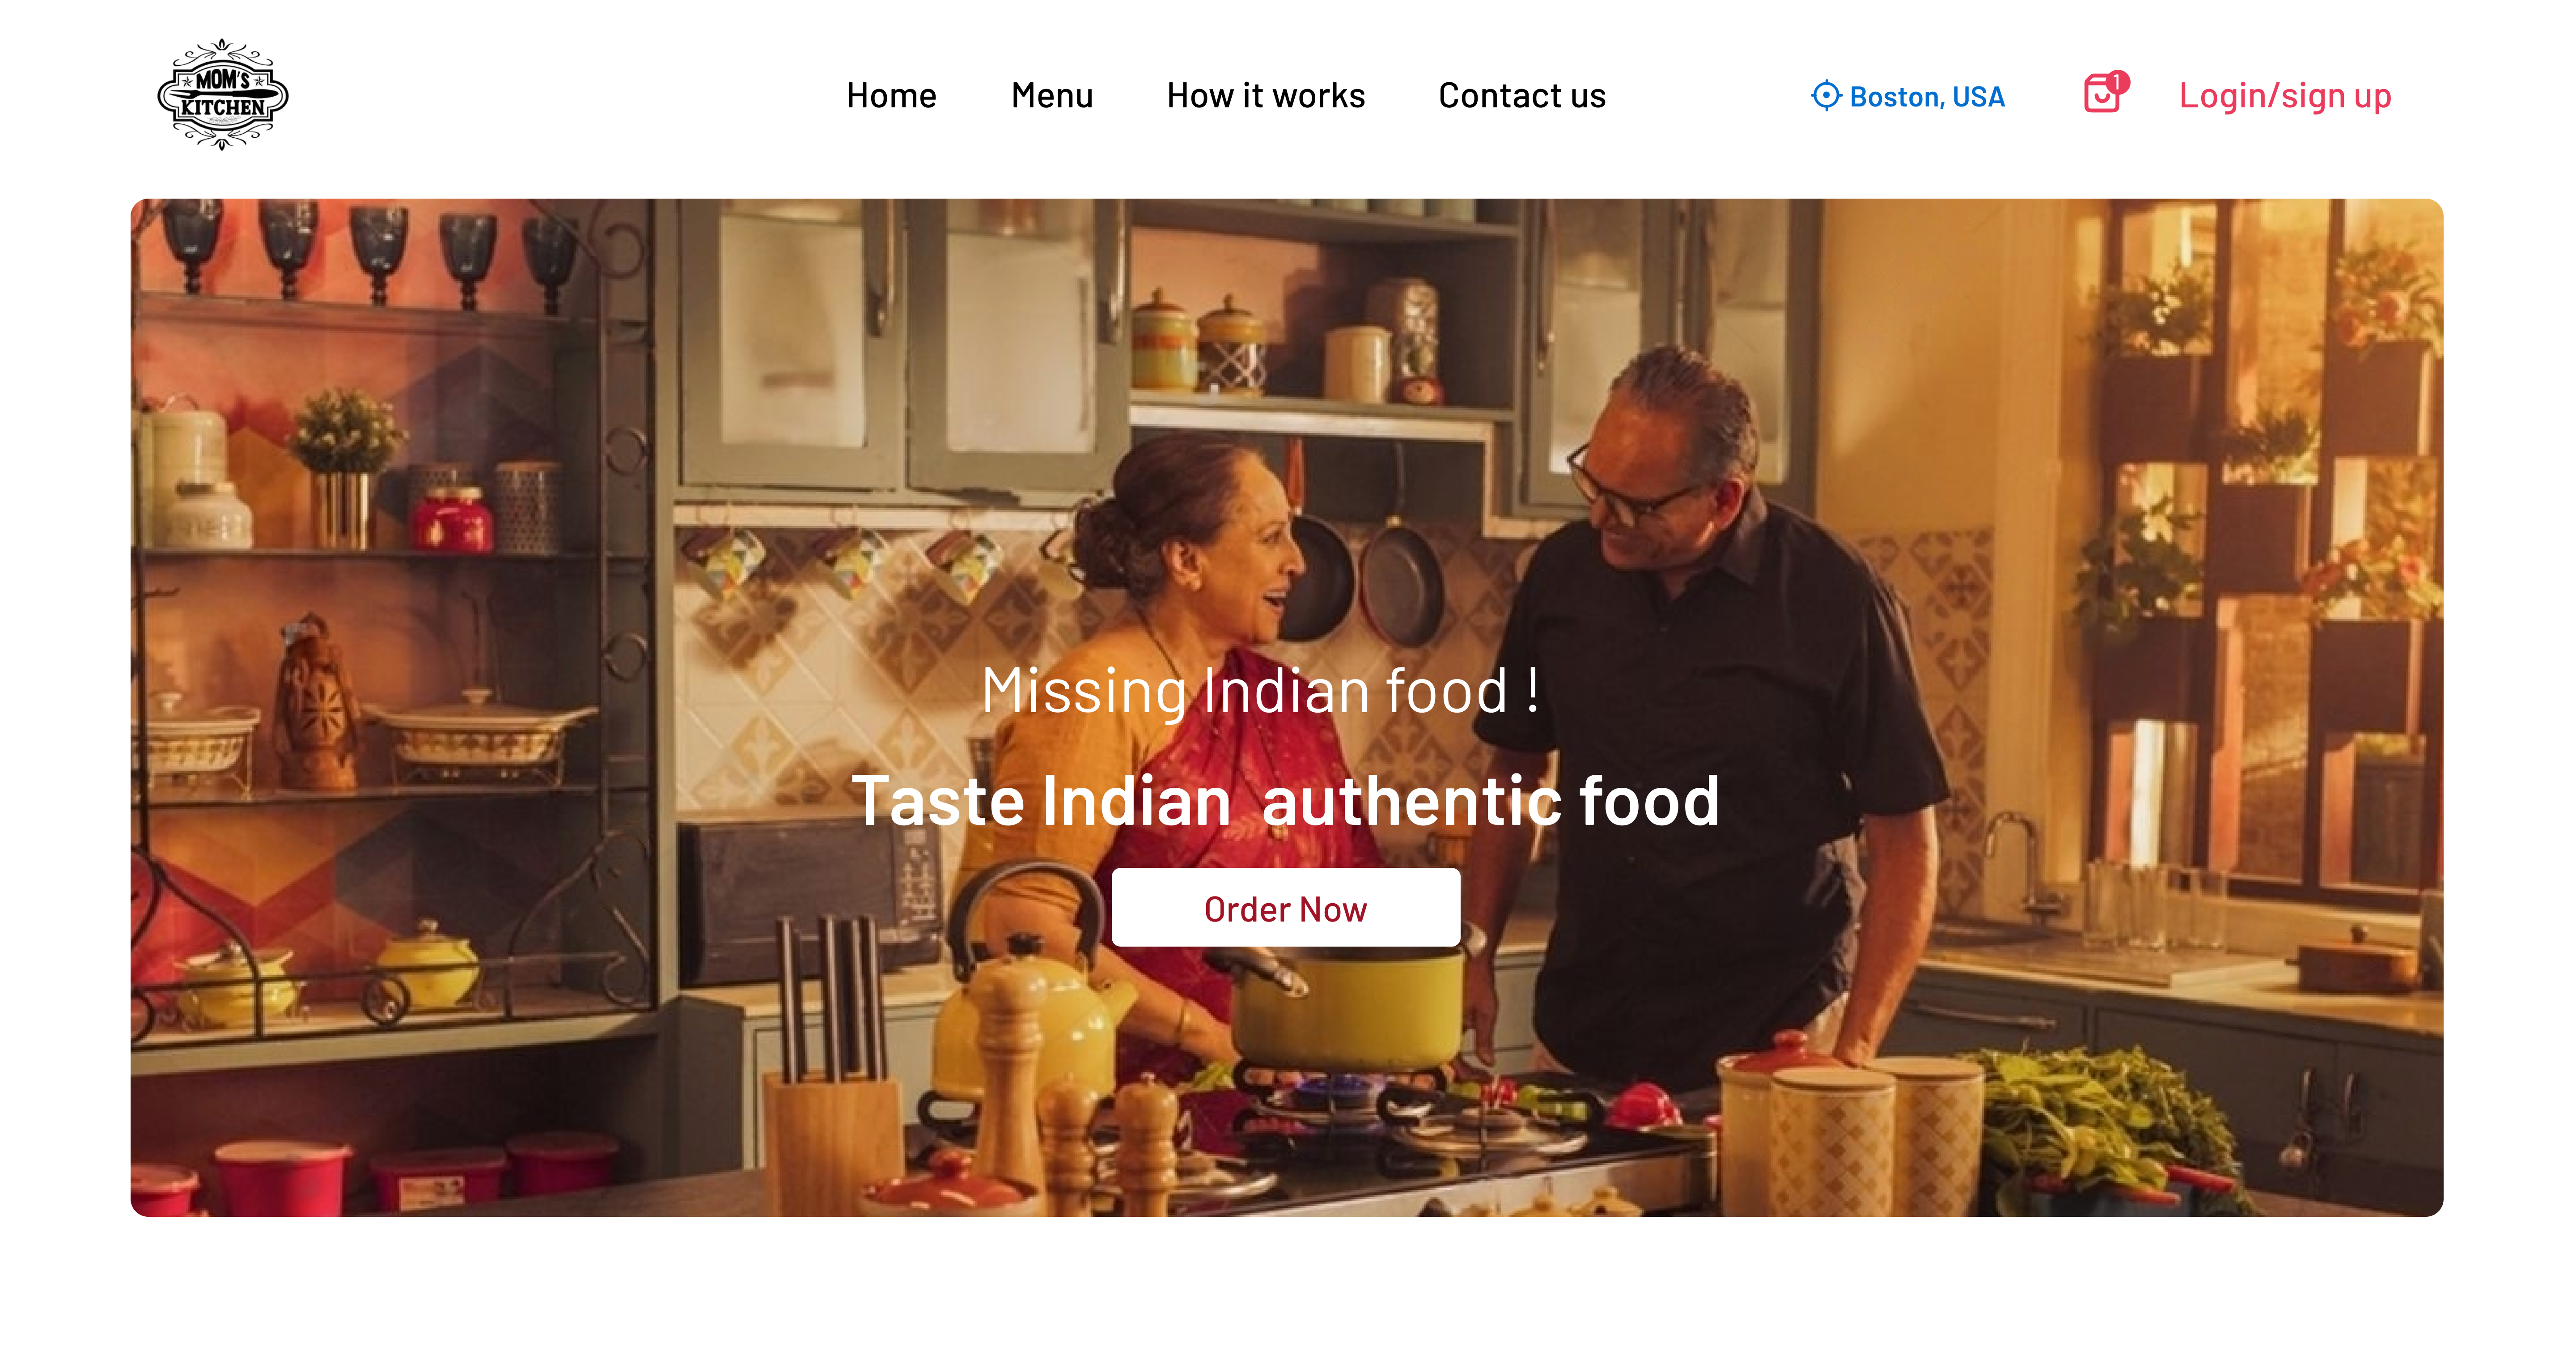 MOM'S
KITCHEN
Home
Menu
How it works
Contact us
Boston, USA
1
Login/sign up
Missing Indian food !
Taste Indian  authentic food
Order Now